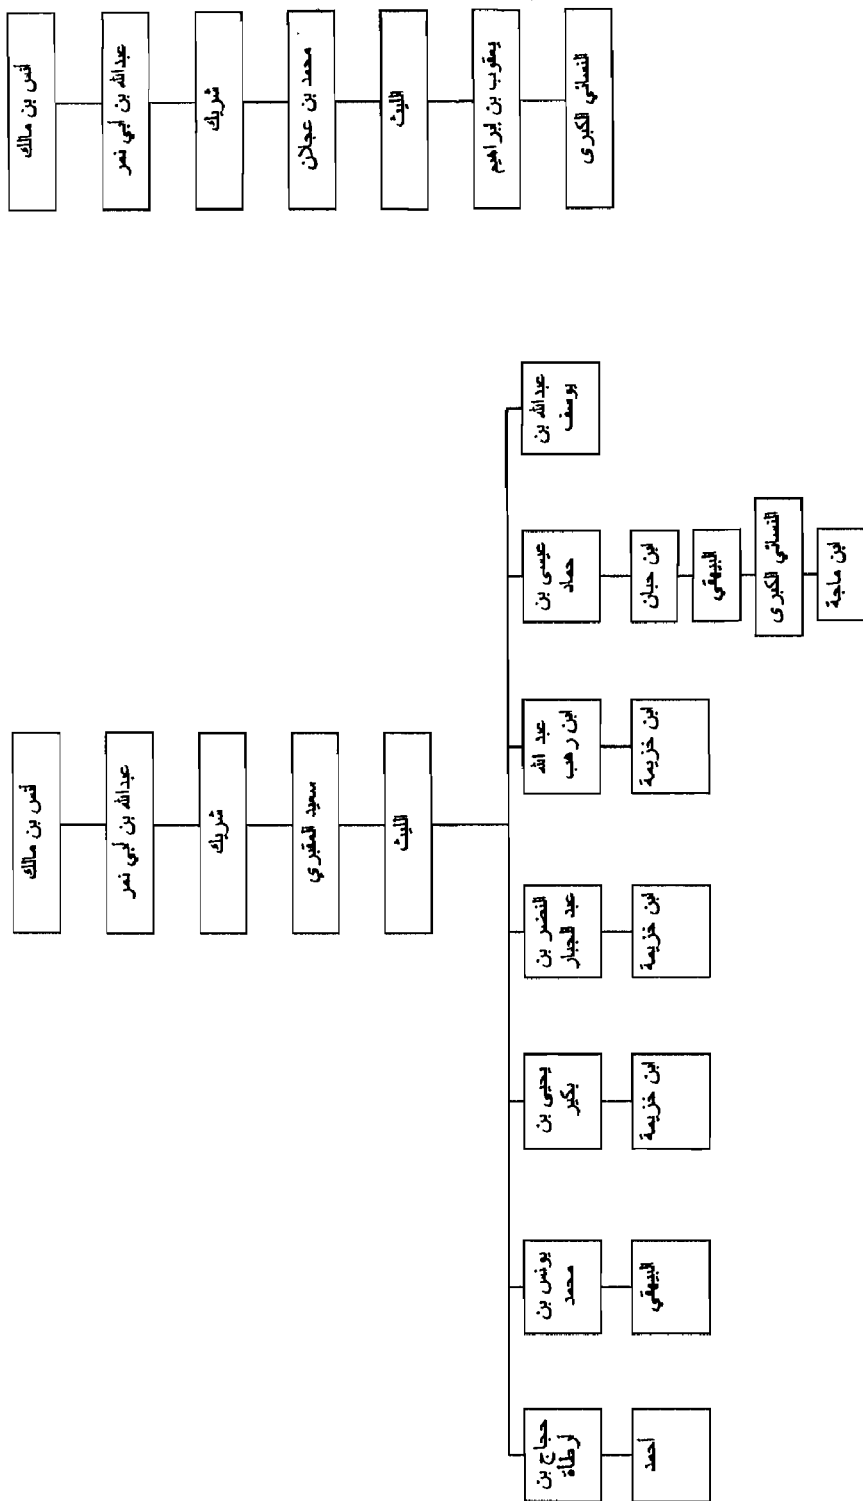 أنس بن مالك
عبدالله بن أبي نمر
شريك
محمد بن عجلان
الليث
يعقوب بن إبراهيم
النسائي الكبرى
أنس بن مالك
عبدالله بن أبي نمر
شريك
سعيد المقبري
الليث
عبدالله بن
يوسف
عيسى بن
حماد
ابن حبان
البيهقي
النسائي الكبرى
ابن ماجة
عبد الله
ابن وهب
ابن خزيمة
النضر بن
عبد الجبار
ابن خزيمة
يحيى بن
بكير
ابن خزيمة
يونس بن
محمد
البيهقي
حجاج بن
أرطأة
أحمد